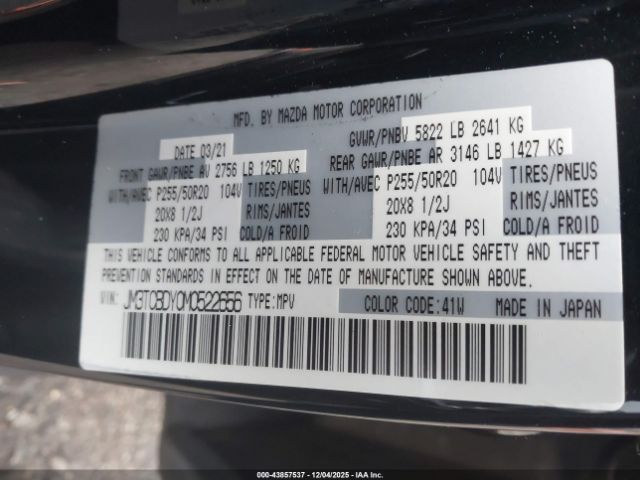 MFD. BY MAZDA MOTOR CORPORATION
DATE 03/21 GVWR/PNBV 5822 LB 2641 KG
FRONT GAWR/PNBE AV 2756 LB 1250 KG REAR GAWR/PNBE AR 3146 LB 1427 KG
WITH/AVEC P255/50R20 104V TIRES/PNEUS WITH/AVEC P255/50R20 104V TIRES/PNEUS
20X8 1/2J RIMS/JANTES 20X8 1/2J RIMS/JANTES
230 KPA/34 PSI COLD/A FROID 230 KPA/34 PSI COLD/A FROID
THIS VEHICLE CONFORMS TO ALL APPLICABLE FEDERAL MOTOR VEHICLE SAFETY AND THEFT
PREVENTION STANDARDS IN EFFECT ON THE DATE OF MANUFACTURE SHOWN ABOVE.
VIN: JM3TCBDY0M0522656 TYPE:MPV COLOR CODE:41W MADE IN JAPAN
000-43857537 - 12/04/2025 - IAA Inc.